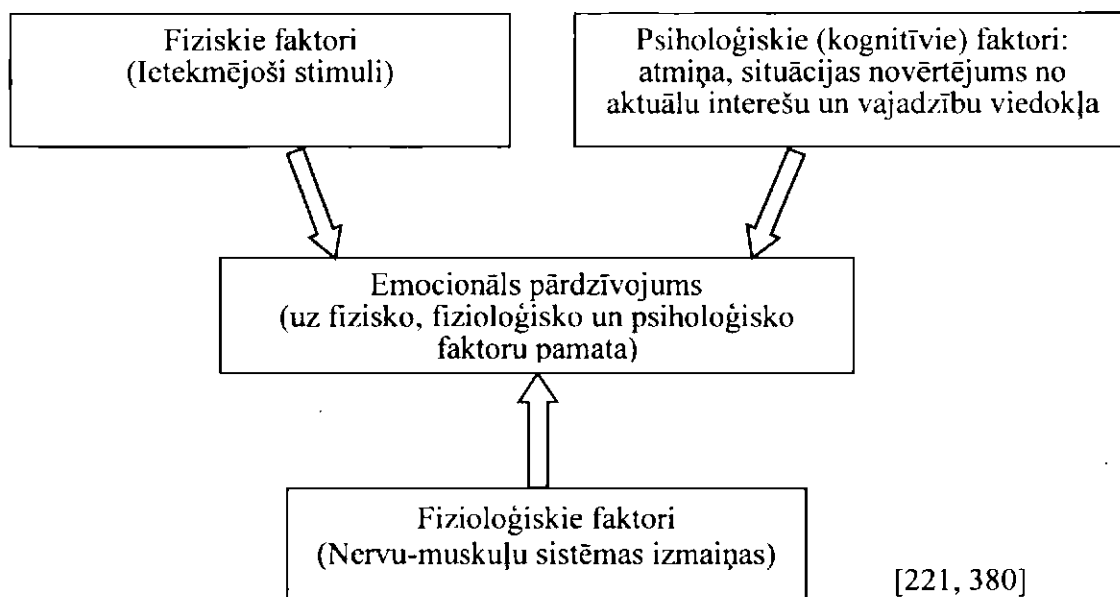 Fiziskie faktori
(Ietekmējoši stimuli)
Psiholoģiskie (kognitīvie) faktori:
atmiņa, situācijas novērtējums no
aktuālu interešu un vajadzību viedokļa
Emocionāls pārdzīvojums
(uz fizisko, fizioloģisko un psiholoģisko
faktoru pamata)
Fizioloģiskie faktori
(Nervu-muskuļu sistēmas izmaiņas)
[221, 380]